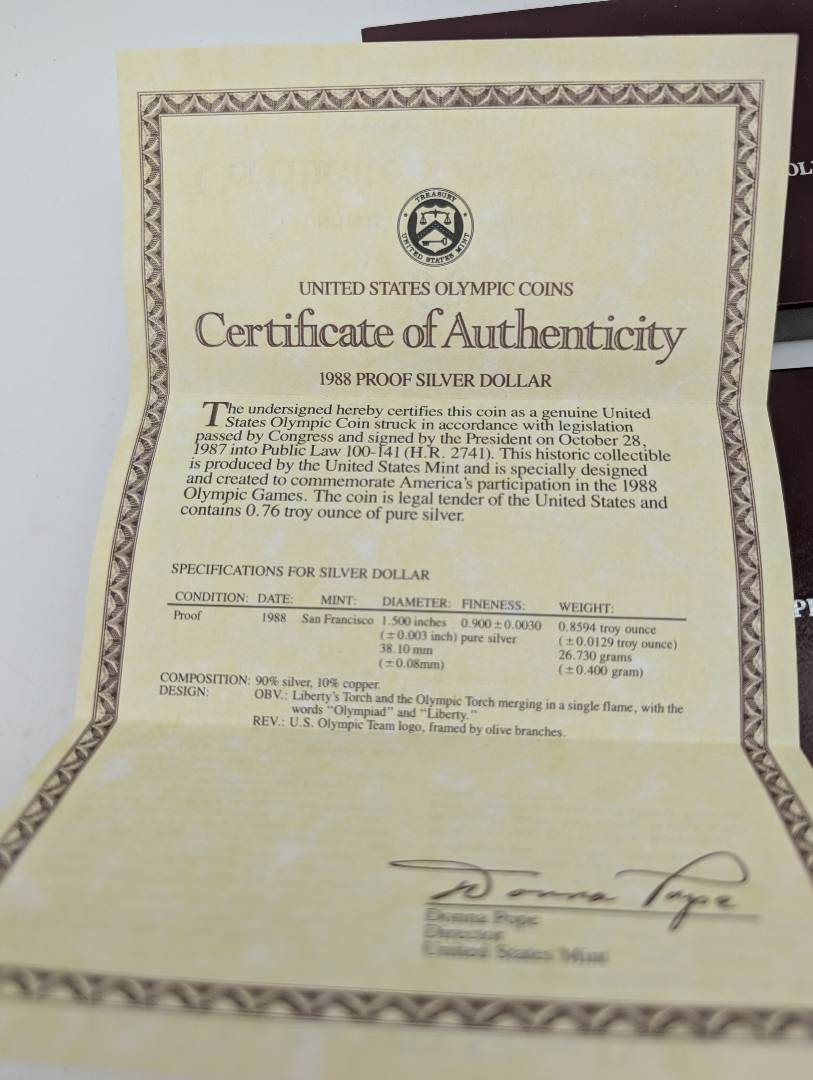 TREASURY
UNITED STATES MINT
UNITED STATES OLYMPIC COINS
Certificate of Authenticity
1988 PROOF SILVER DOLLAR
The undersigned hereby certifies this coin as a genuine United
States Olympic Coin struck in accordance with legislation
passed by Congress and signed by the President on October 28,
1987 into Public Law 100-141 (H.R. 2741). This historic collectible
is produced by the United States Mint and is specially designed
and created to commemorate America's participation in the 1988
Olympic Games. The coin is legal tender of the United States and
contains 0.76 troy ounce of pure silver.
SPECIFICATIONS FOR SILVER DOLLAR
CONDITION: DATE: MINT: DIAMETER: FINENESS: WEIGHT:
Proof 1988 San Francisco 1.500 inches 0.900 ± 0.0030 0.8594 troy ounce
(±0.003 inch) pure silver (±0.0129 troy ounce)
38.10 mm 26.730 grams
(±0.08mm) (±0.400 gram)
COMPOSITION: 90% silver, 10% copper.
DESIGN: OBV.: Liberty's Torch and the Olympic Torch merging in a single flame, with the
words "Olympiad" and "Liberty."
REV.: U.S. Olympic Team logo, framed by olive branches.
Donna Pope
Donna Pope
Director
United States Mint
OL
P